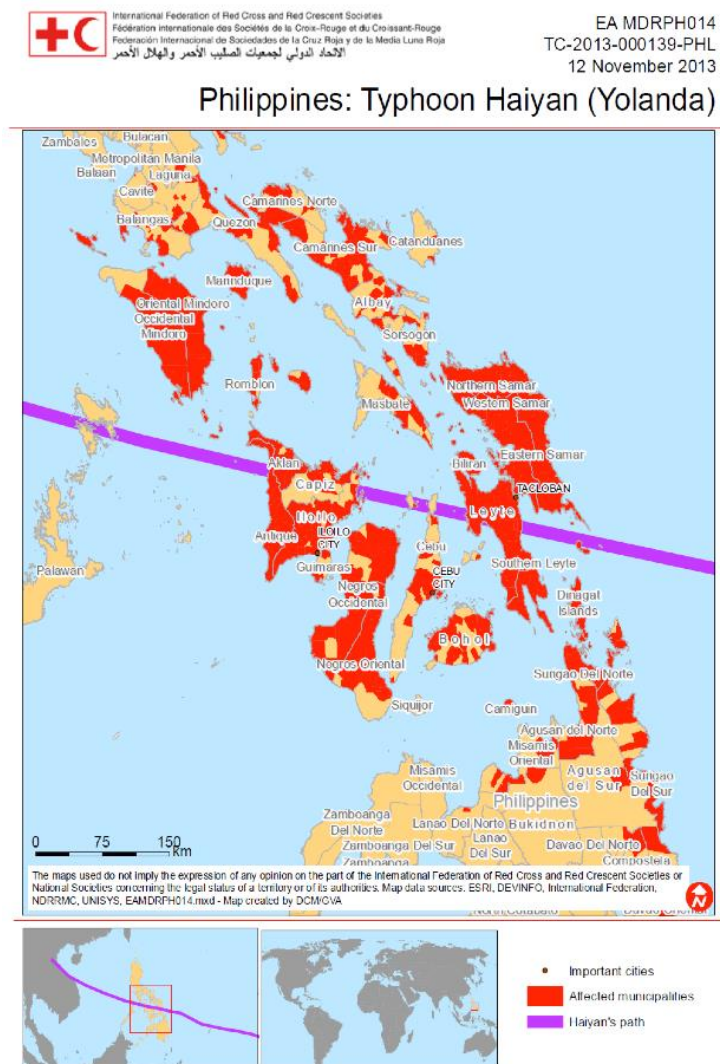 International Federation of Red Cross and Red Crescent Societies
Fédération internationale des Sociétés de la Croix-Rouge et du Croissant-Rouge
Federación Internacional de Sociedades de la Cruz Roja y de la Media Luna Roja
الاتحاد الدولي لجمعيات الصليب الأحمر والهلال الأحمر
EA MDRPH014
TC-2013-000139-PHL
12 November 2013
Philippines: Typhoon Haiyan (Yolanda)
Zambales
Bulacan
Metropolitan Manila
Bataan
Laguna
Cavite
Batangas
Quezon
Camarines Norte
Camarines Sur
Catanduanes
Marinduque
Albay
Oriental Mindoro
Occidental
Mindoro
Sorsogon
Romblon
Masbate
Northern Samar
Western Samar
Eastern Samar
Biliran
Aklan
Capiz
TACLOBAN
Leyte
Iloilo
Antique
ILOILO
CITY
Cebu
Guimaras
Palawan
CEBU
CITY
Southern Leyte
Negros
Occidental
Dinagat
Islands
Bohol
Negros Oriental
Surigao Del Norte
Siquijor
Camiguin
Agusan del Norte
Misamis
Oriental
Misamis
Occidental
Agusan
del Sur
Surigao
Del Sur
Philippines
Zamboanga
Del Norte
Lanao Del Norte
Bukidnon
Zamboanga Del Sur
Lanao
Del Sur
Davao Del Norte
Zamboanga
Compostela
0 75 150
Km
The maps used do not imply the expression of any opinion on the part of the International Federation of Red Cross and Red Crescent Societies or
National Societies concerning the legal status of a territory or of its authorities. Map data sources: ESRI, DEVINFO, International Federation,
NDRRMC, UNISYS, EAMDRPH014.mxd - Map created by DCM/GVA
N
North Cotabato
Davao Oriental
Important cities
Affected municipalities
Haiyan's path